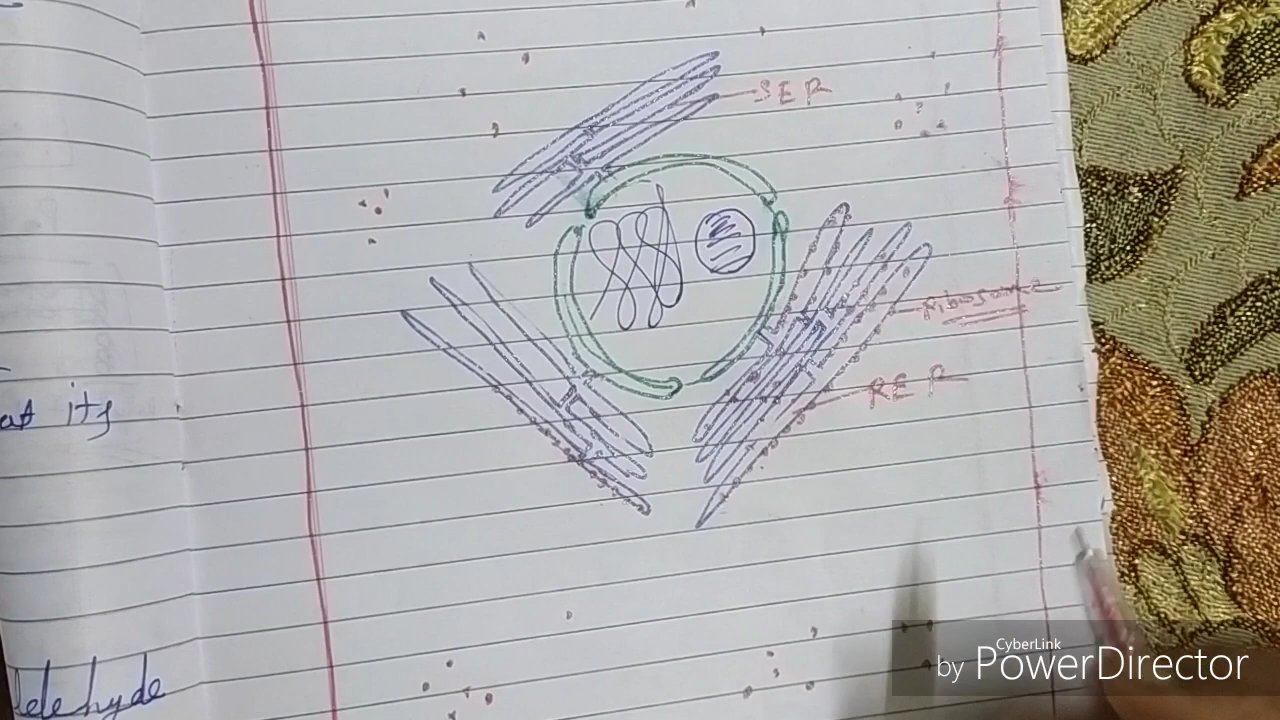 SER
Ribosome
RER
at its
ldehyde
CyberLink
by PowerDirector